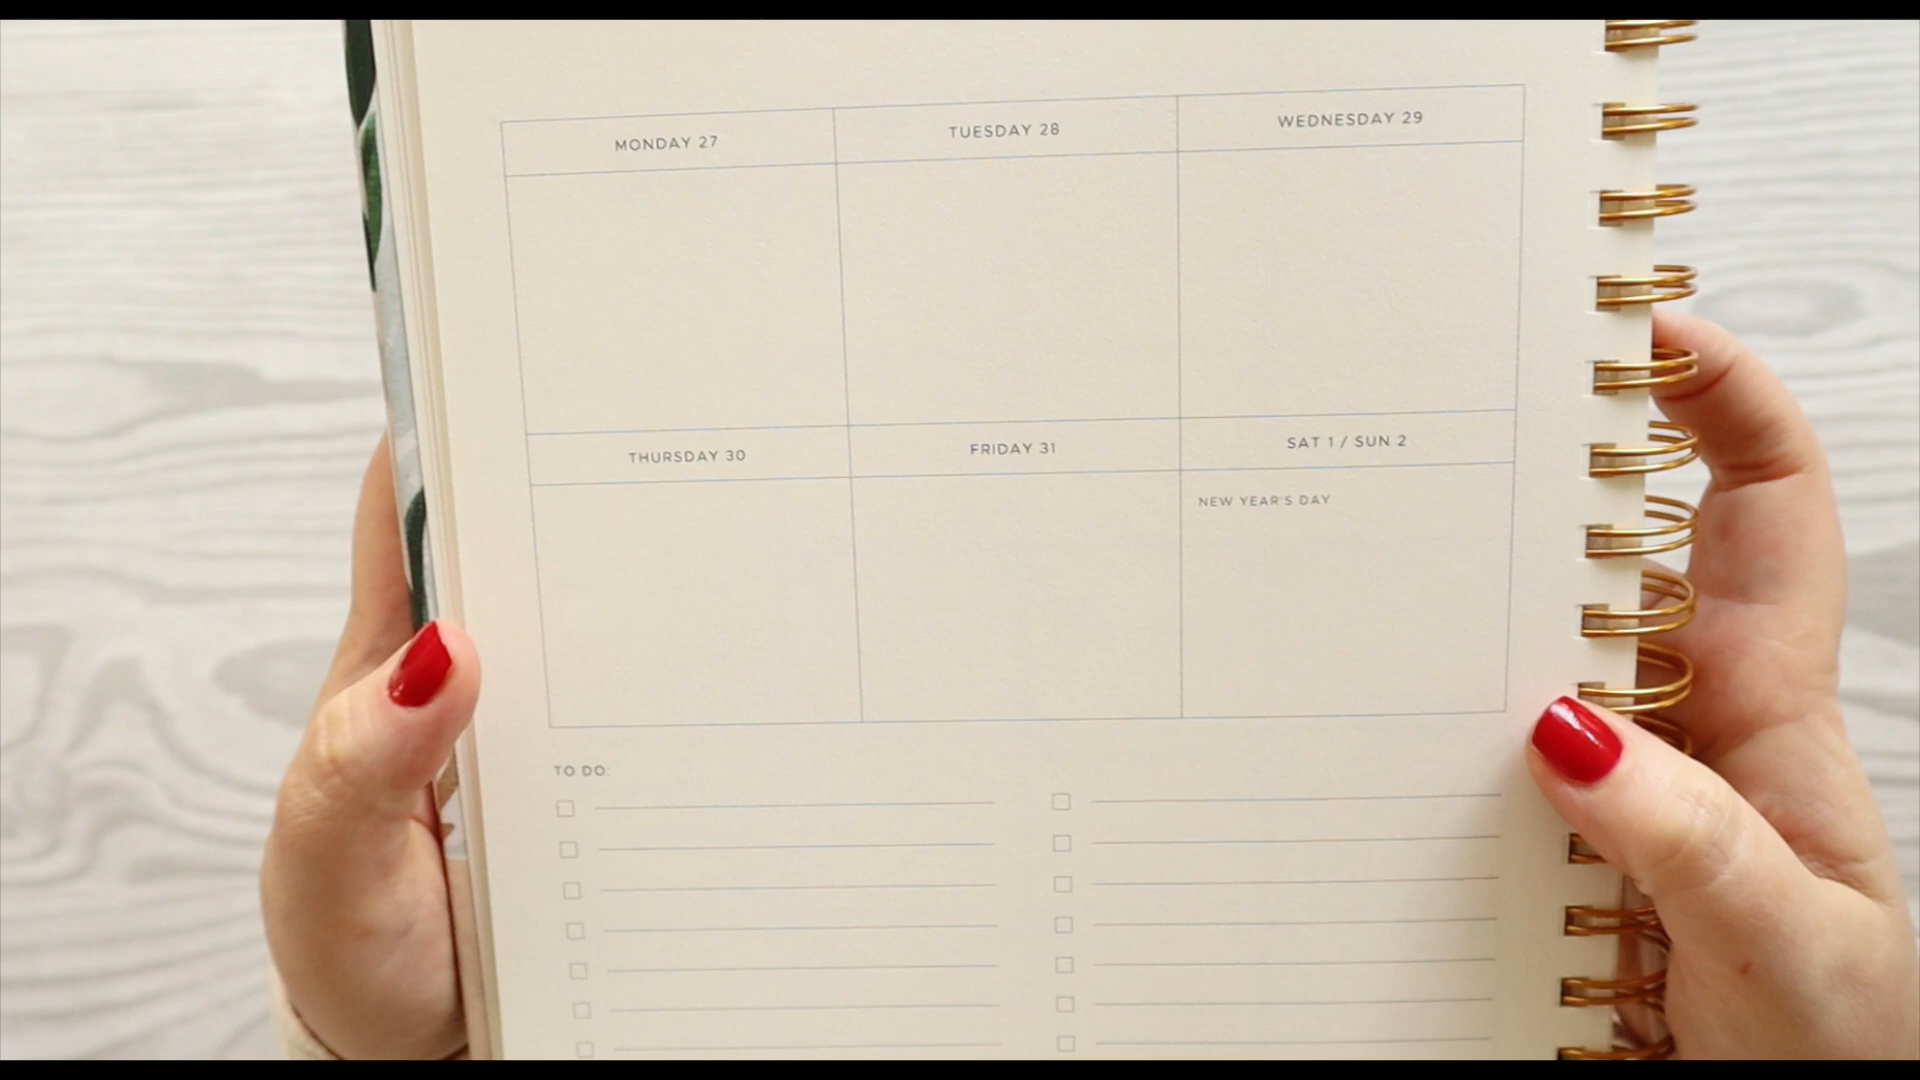 MONDAY 27
TUESDAY 28
WEDNESDAY 29
THURSDAY 30
FRIDAY 31
SAT 1 / SUN 2
NEW YEAR'S DAY
TO DO: